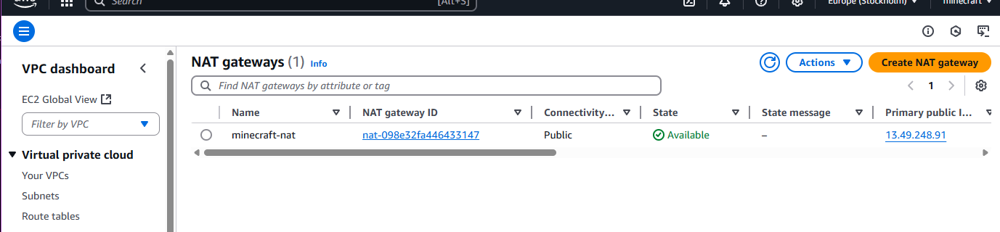 Search [Alt+S] Europe (Stockholm) minecraft
VPC dashboard
EC2 Global View
Filter by VPC
Virtual private cloud
Your VPCs
Subnets
Route tables
NAT gateways (1) Info
Actions
Create NAT gateway
Find NAT gateways by attribute or tag
1
Name NAT gateway ID Connectivity... State State message Primary public I...
minecraft-nat nat-098e32fa446433147 Public Available – 13.49.248.91